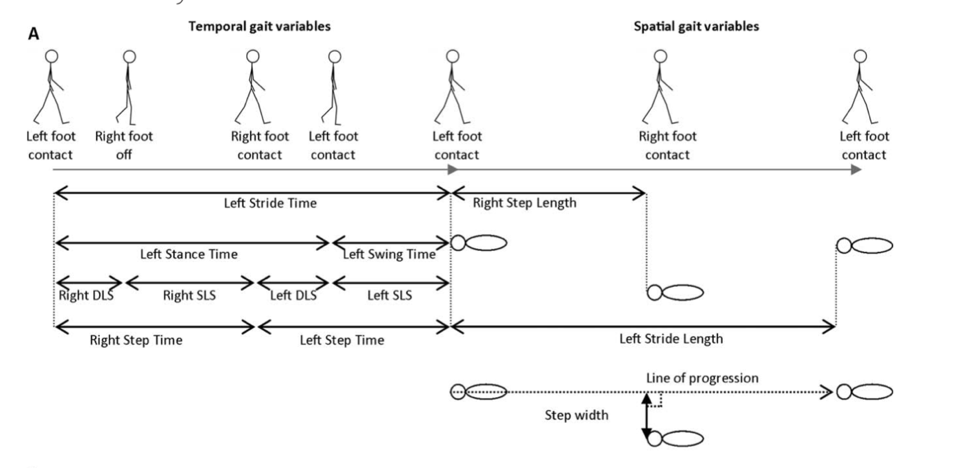 Temporal gait variables
Spatial gait variables
A
Left foot contact
Right foot off
Right foot contact
Left foot contact
Left foot contact
Right foot contact
Left foot contact
Left Stride Time
Right Step Length
Left Stance Time
Left Swing Time
Right DLS
Right SLS
Left DLS
Left SLS
Right Step Time
Left Step Time
Left Stride Length
Line of progression
Step width